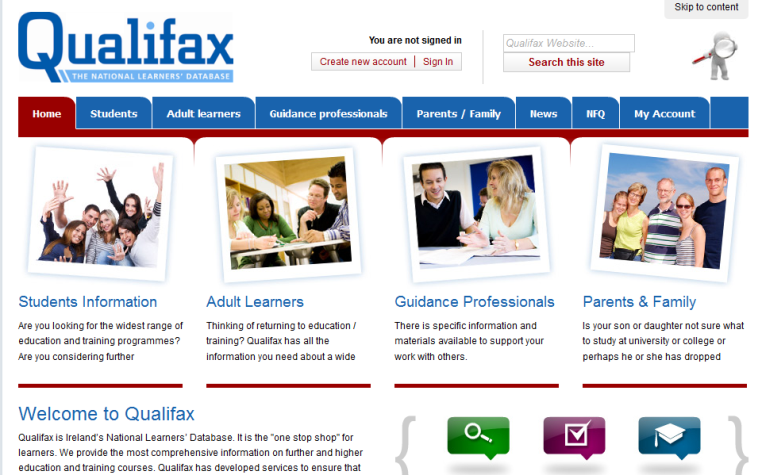 Skip to content
Qualifax
THE NATIONAL LEARNERS' DATABASE
You are not signed in
Create new account | Sign In
Qualifax Website...
Search this site
Home Students Adult learners Guidance professionals Parents / Family News NFQ My Account
Students Information
Are you looking for the widest range of
education and training programmes?
Are you considering further
Adult Learners
Thinking of returning to education /
training? Qualifax has all the
information you need about a wide
Guidance Professionals
There is specific information and
materials available to support your
work with others.
Parents & Family
Is your son or daughter not sure what
to study at university or college or
perhaps he or she has dropped
Welcome to Qualifax
Qualifax is Ireland's National Learners' Database. It is the "one stop shop" for
learners. We provide the most comprehensive information on further and higher
education and training courses. Qualifax has developed services to ensure that